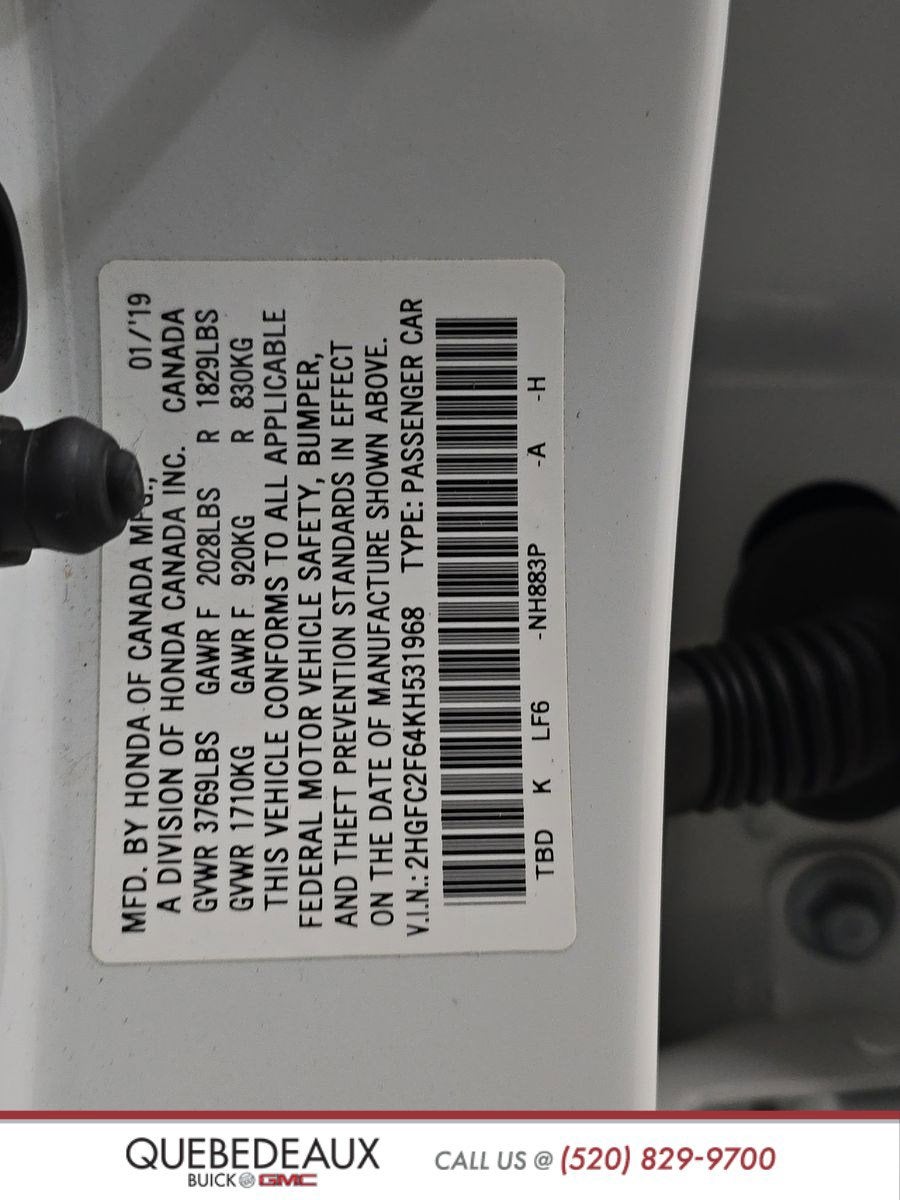 MFD. BY HONDA OF CANADA MFG., 01/'19
A DIVISION OF HONDA CANADA INC. CANADA
GVWR 3769LBS GAWR F 2028LBS R 1829LBS
GVWR 1710KG GAWR F 920KG R 830KG
THIS VEHICLE CONFORMS TO ALL APPLICABLE
FEDERAL MOTOR VEHICLE SAFETY, BUMPER,
AND THEFT PREVENTION STANDARDS IN EFFECT
ON THE DATE OF MANUFACTURE SHOWN ABOVE.
V.I.N.: 2HGFC2F64KH531968 TYPE: PASSENGER CAR
TBD K LF6 -NH883P -A -H
QUEBEDEAUX
BUICK GMC
CALL US @ (520) 829-9700